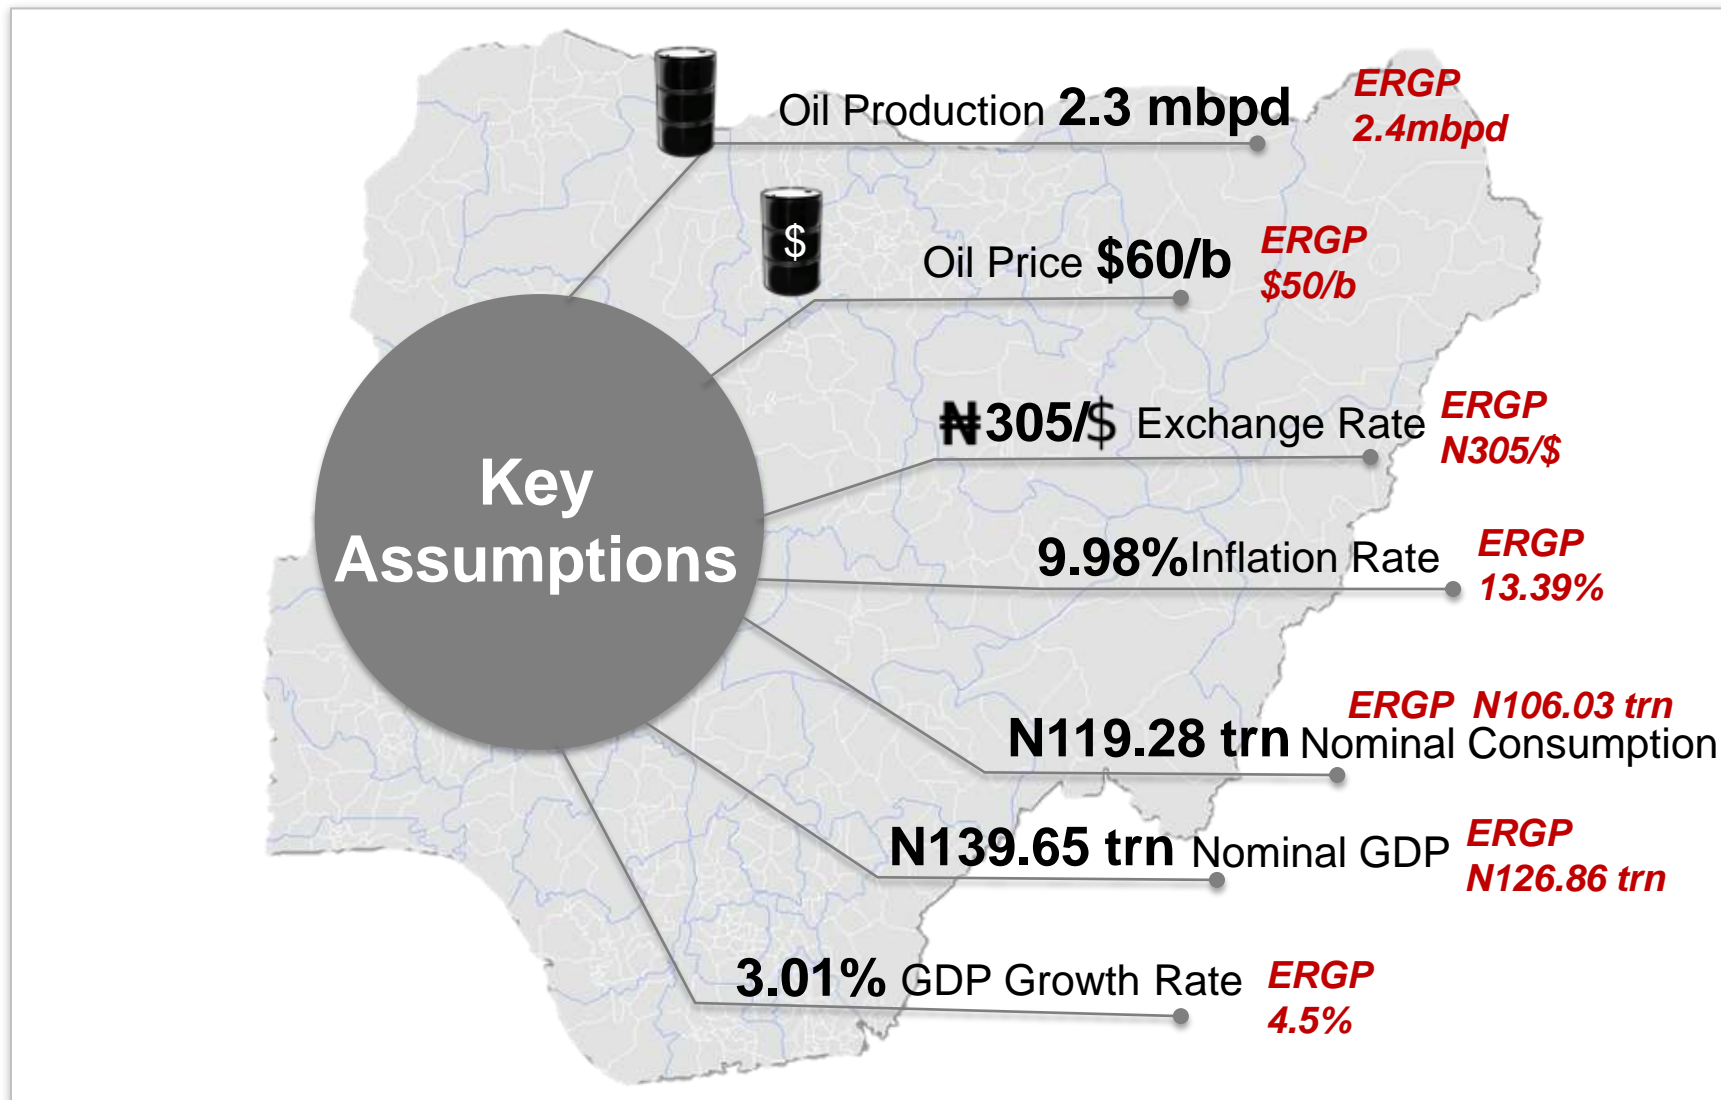 Oil Production 2.3 mbpd
ERGP
2.4mbpd
$
Oil Price $60/b
ERGP
$50/b
₦305/$ Exchange Rate
ERGP
N305/$
Key
Assumptions
9.98%Inflation Rate
ERGP
13.39%
ERGP N106.03 trn
N119.28 trn Nominal Consumption
N139.65 trn Nominal GDP
ERGP
N126.86 trn
3.01% GDP Growth Rate
ERGP
4.5%